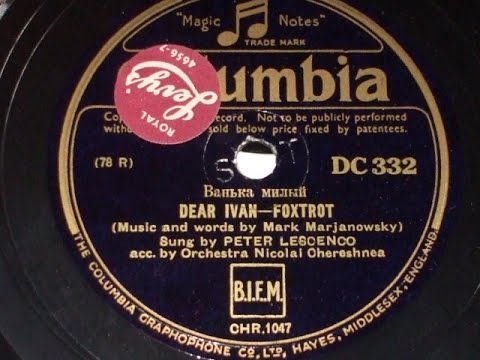 "Magic Notes"
TRADE MARK
umbia
ROYAL
Levy's
4656-7
record. Not to be publicly performed
sold below price fixed by patentees.
(78 R)
DC 332
Ванька милый
DEAR IVAN—FOXTROT
(Music and words by Mark Marjanowsky)
Sung by PETER LESCENCO
acc. by Orchestra Nicolai Chereshnea
B.I.E.M.
CHR.1047
THE COLUMBIA GRAPHOPHONE CO., LTD., HAYES, MIDDLESEX, ENGLAND.